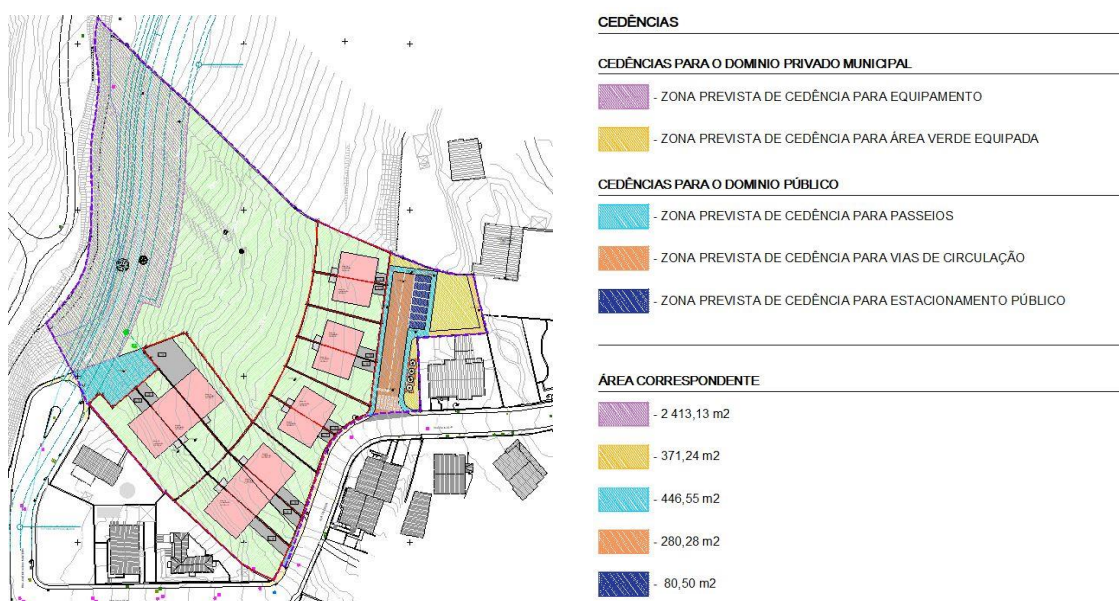 CEDÊNCIAS
CEDÊNCIAS PARA O DOMINIO PRIVADO MUNICIPAL
- ZONA PREVISTA DE CEDÊNCIA PARA EQUIPAMENTO
- ZONA PREVISTA DE CEDÊNCIA PARA ÁREA VERDE EQUIPADA
CEDÊNCIAS PARA O DOMINIO PÚBLICO
- ZONA PREVISTA DE CEDÊNCIA PARA PASSEIOS
- ZONA PREVISTA DE CEDÊNCIA PARA VIAS DE CIRCULAÇÃO
- ZONA PREVISTA DE CEDÊNCIA PARA ESTACIONAMENTO PÚBLICO
ÁREA CORRESPONDENTE
- 2 413,13 m2
- 371,24 m2
- 446,55 m2
- 280,28 m2
- 80,50 m2